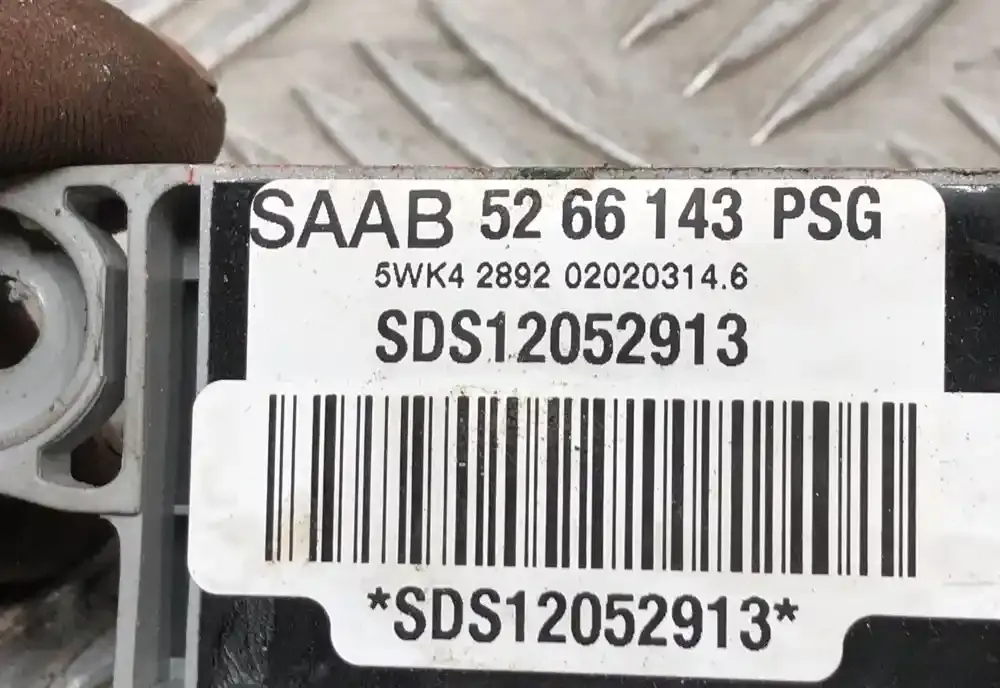 SAAB 52 66 143 PSG
5WK4 2892 02020314.6
SDS12052913
*SDS12052913*